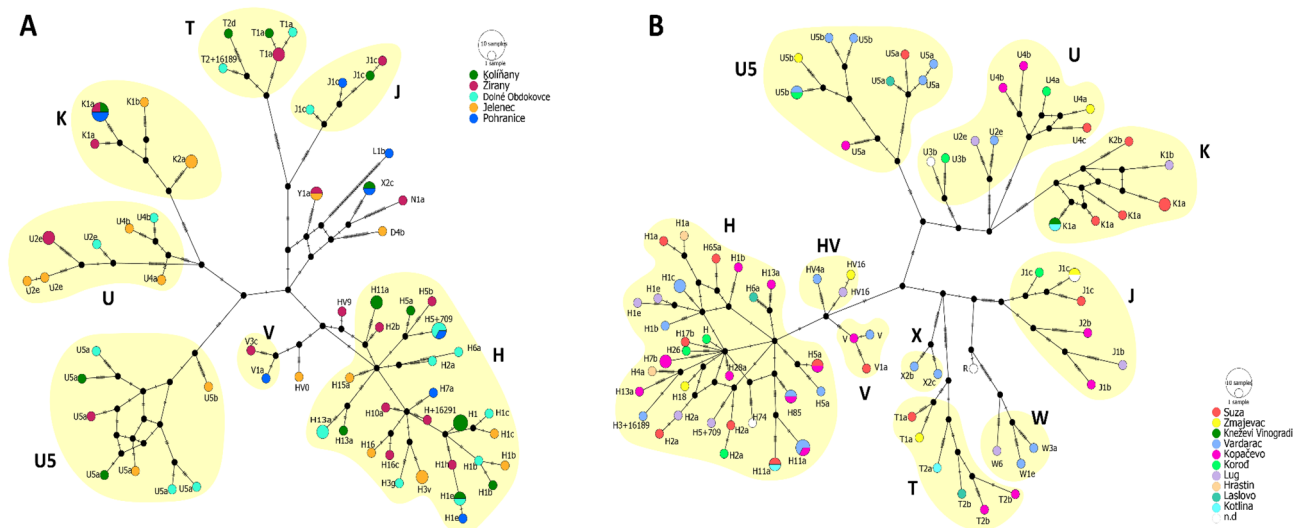 A
T
T2d
T1a
T1a
T2+16189
T1a
J1c
J1c
J1c
J1c
J
10 samples
1 sample
Kolíňany
Žirany
Dolné Obdokovce
Jelenec
Pohranice
K
K1a
K1b
K1a
K2a
U4b
U4b
U2e
U2e
U2e
U2e
U4a
U
L1b
X2c
Y1a
N1a
D4b
U5a
U5a
U5a
U5a
U5a
U5a
U5a
U5b
U5
V
V3c
V1a
HV0
HV9
H11a
H5a
H5b
H2b
H5+709
H6a
H2a
H
H15a
H7a
H13a
H13a
H10a
H+16291
H1
H1c
H1c
H16
H16c
H1b
H1b
H1h
H3g
H3v
H1b
H1e
H1e
B
U5
U5b
U5b
U5b
U5b
U5b
U5a
U5a
U5a
U5a
U5a
U
U4b
U4b
U4a
U4a
U4c
U2e
U2e
U3b
U3b
K
K2b
K1b
K1a
K1a
K1a
K1a
H
H1a
H1a
H65a
H1b
H1c
H13a
H1e
H1e
H6a
H1b
H17b
H
H26
H7b
H28a
H4a
H18
H13a
H3+16189
H2a
H5+709
H2a
H2a
H2a
H74
H5a
H5a
H85
H11a
H11a
HV
HV4a
HV16
HV16
V
V
V1a
V
X
X2b
X2c
R
J1c
J1c
J1c
J
J2b
J1b
J1b
W
W3a
W6
W1e
T1a
T1a
T2a
T
T2b
T2b
T2b
10 samples
1 sample
Suza
Zmajevac
Kneževi Vinogradi
Vardarac
Kopačevo
Korođ
Lug
Hrastin
Laslovo
Kotlina
n.d